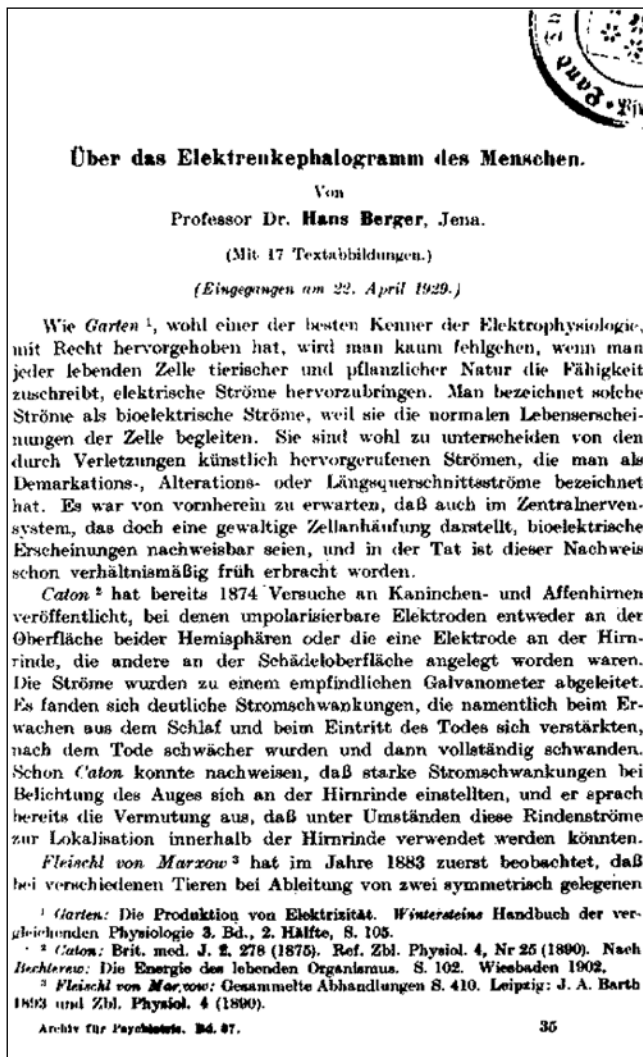 Land
Über das Elektrenkephalogramm des Menschen.
Von
Professor Dr. Hans Berger, Jena.
(Mit 17 Textabbildungen.)
(Eingegangen am 22. April 1929.)
Wie Garten ¹, wohl einer der besten Kenner der Elektrophysiologie,
mit Recht hervorgehoben hat, wird man kaum fehlgehen, wenn man
jeder lebenden Zelle tierischer und pflanzlicher Natur die Fähigkeit
zuschreibt, elektrische Ströme hervorzubringen. Man bezeichnet solche
Ströme als bioelektrische Ströme, weil sie die normalen Lebenserschei-
nungen der Zelle begleiten. Sie sind wohl zu unterscheiden von den
durch Verletzungen künstlich hervorgerufenen Strömen, die man als
Demarkations-, Alterations- oder Längsquerschnittsströme bezeichnet
hat. Es war von vornherein zu erwarten, daß auch im Zentralnerven-
system, das doch eine gewaltige Zellanhäufung darstellt, bioelektrische
Erscheinungen nachweisbar seien, und in der Tat ist dieser Nachweis
schon verhältnismäßig früh erbracht worden.
Caton ² hat bereits 1874 Versuche an Kaninchen- und Affenhirnen
veröffentlicht, bei denen unpolarisierbare Elektroden entweder an der
Oberfläche beider Hemisphären oder die eine Elektrode an der Hirn-
rinde, die andere an der Schädeloberfläche angelegt worden waren.
Die Ströme wurden zu einem empfindlichen Galvanometer abgeleitet.
Es fanden sich deutliche Stromschwankungen, die namentlich beim Er-
wachen aus dem Schlaf und beim Eintritt des Todes sich verstärkten,
nach dem Tode schwächer wurden und dann vollständig schwanden.
Schon Caton konnte nachweisen, daß starke Stromschwankungen bei
Belichtung des Auges sich an der Hirnrinde einstellten, und er sprach
bereits die Vermutung aus, daß unter Umständen diese Rindenströme
zur Lokalisation innerhalb der Hirnrinde verwendet werden könnten.
Fleischl von Marxow ³ hat im Jahre 1883 zuerst beobachtet, daß
bei verschiedenen Tieren bei Ableitung von zwei symmetrisch gelegenen
¹ Garten: Die Produktion von Elektrizität. Wintersteins Handbuch der ver-
gleichenden Physiologie 3. Bd., 2. Hälfte, S. 105.
² Caton: Brit. med. J. 2, 278 (1875). Ref. Zbl. Physiol. 4, Nr 25 (1890). Nach
Bechterew: Die Energie des lebenden Organismus. S. 102. Wiesbaden 1902.
³ Fleischl von Marxow: Gesammelte Abhandlungen S. 410. Leipzig: J. A. Barth
1893 und Zbl. Physiol. 4 (1890).
Archiv für Psychiatrie. Bd. 87. 35